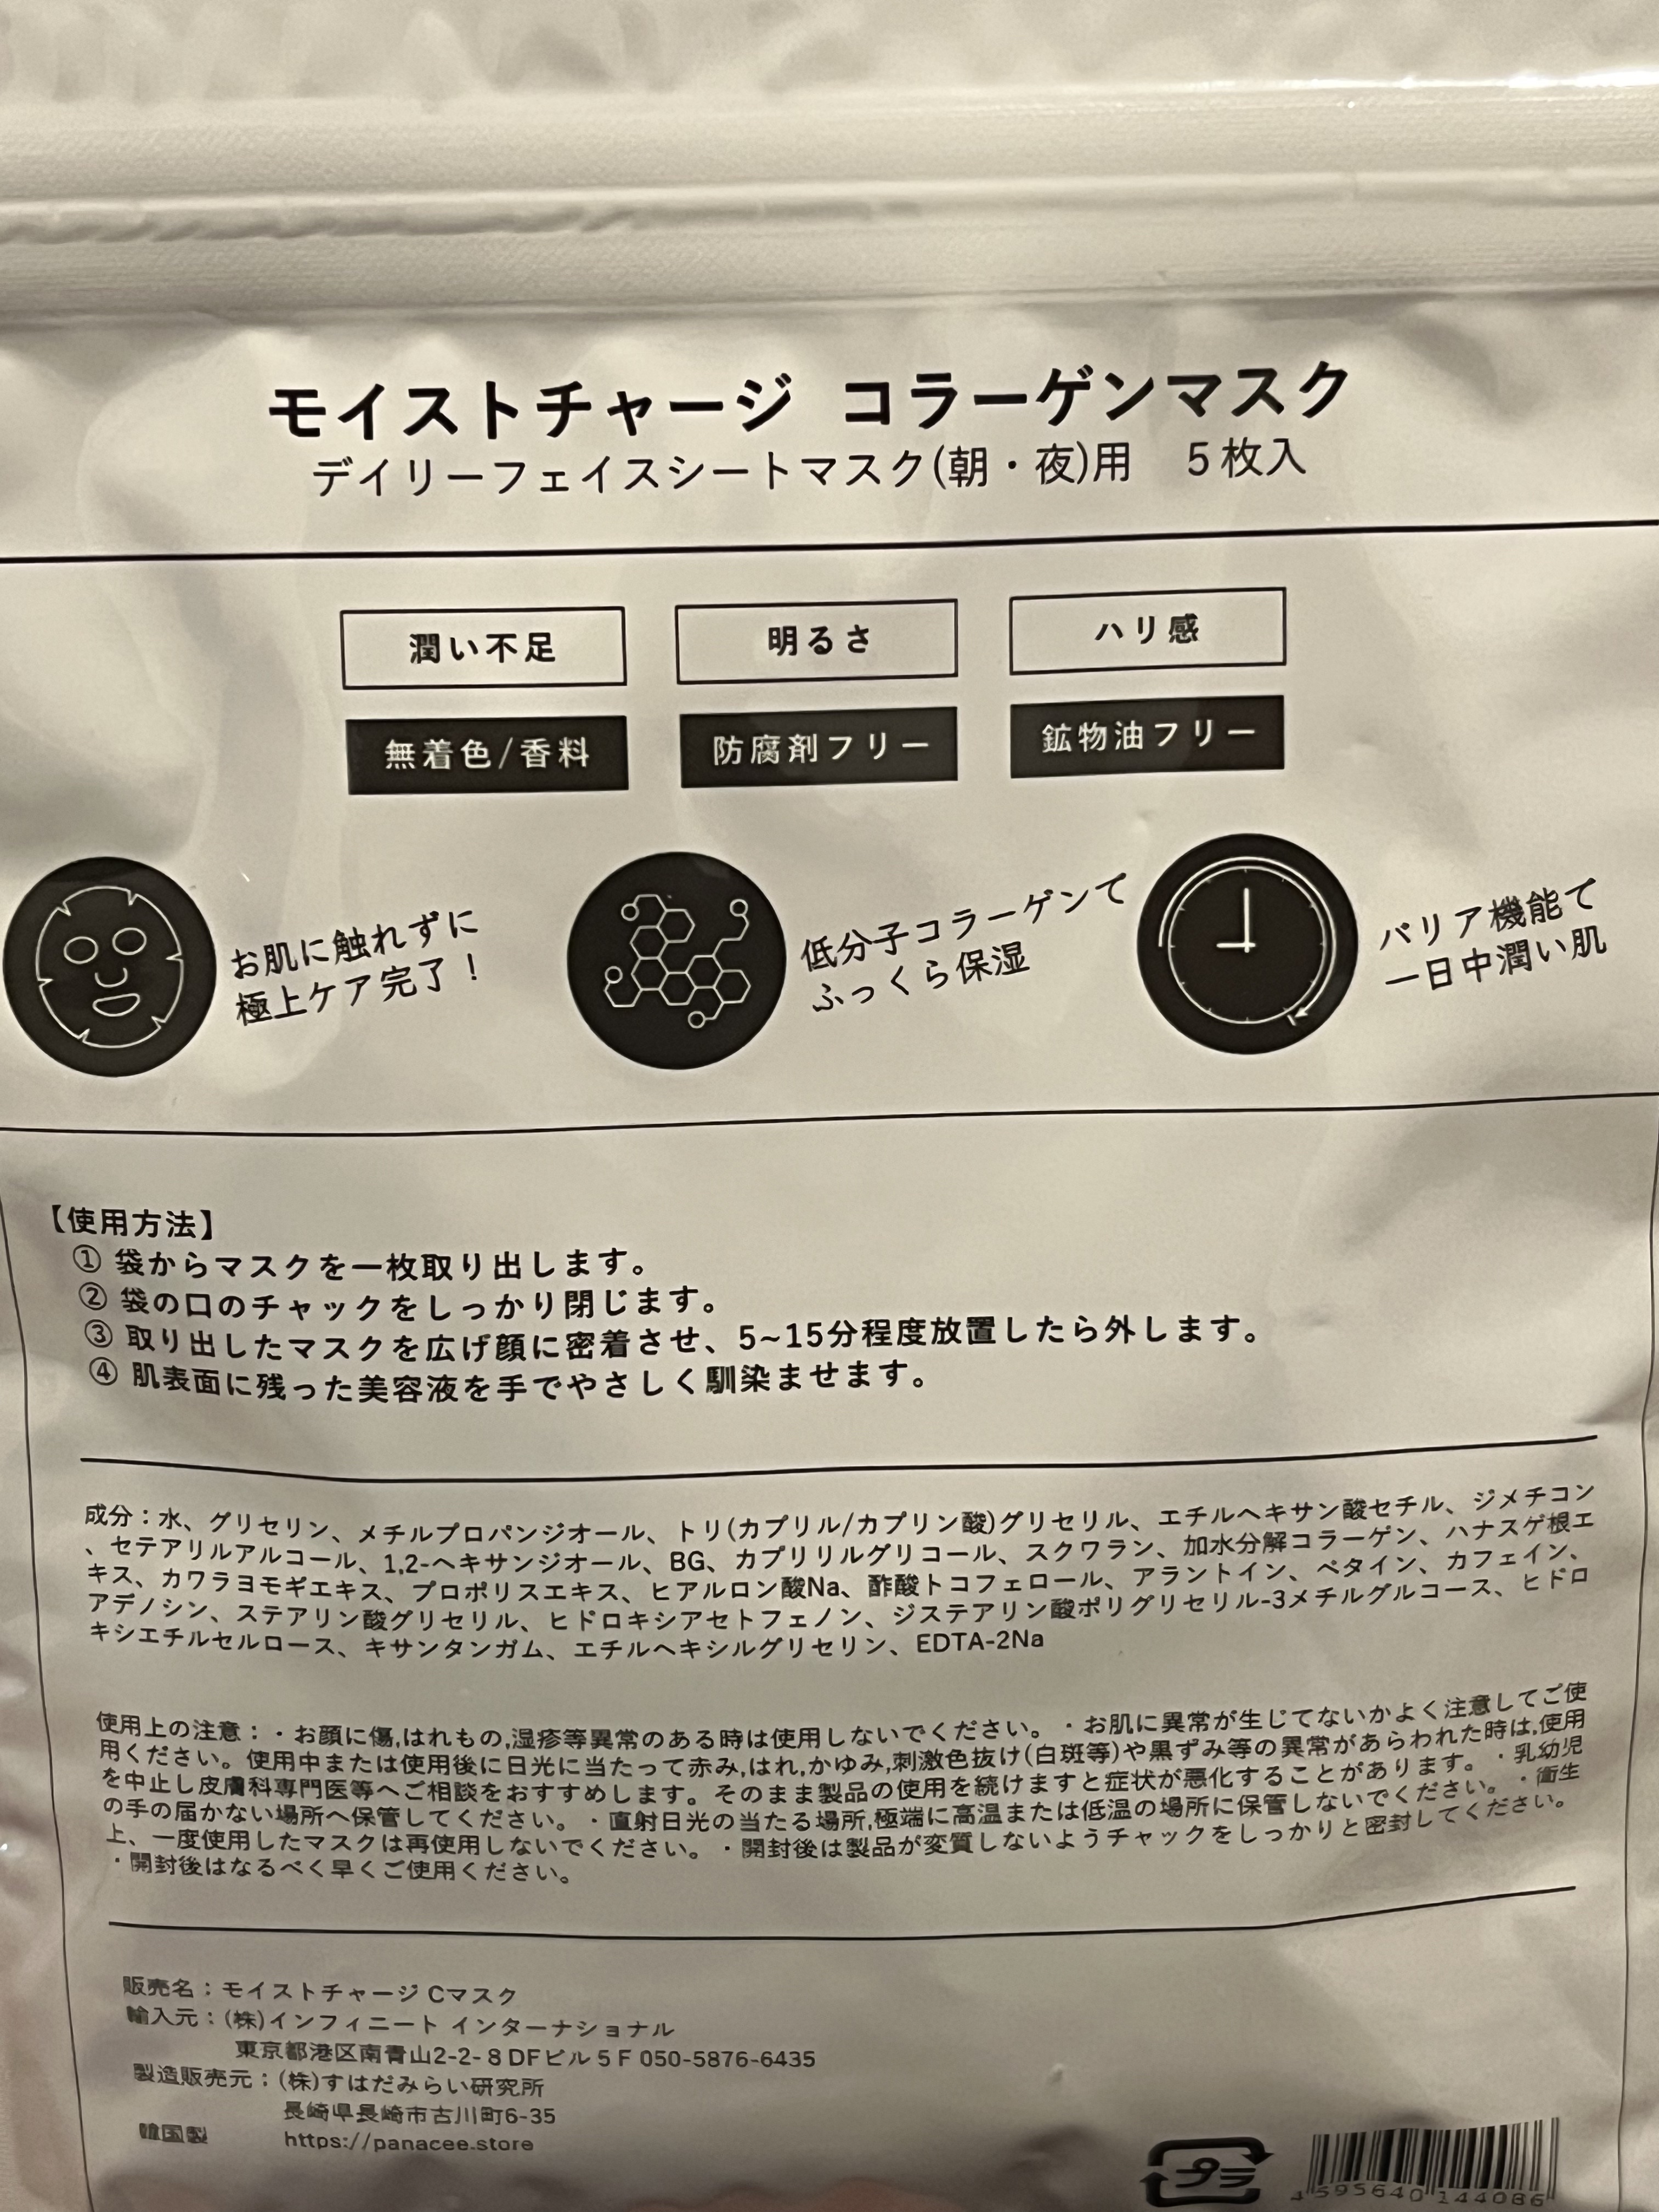 モイストチャージ コラーゲンマスク
デイリーフェイスシートマスク(朝・夜)用　5枚入
潤い不足
明るさ
ハリ感
無着色/香料
防腐剤フリー
鉱物油フリー
お肌に触れずに
極上ケア完了！
低分子コラーゲンで
ふっくら保湿
バリア機能で
一日中潤い肌
【使用方法】
① 袋からマスクを一枚取り出します。
② 袋の口のチャックをしっかり閉じます。
③ 取り出したマスクを広げ顔に密着させ、5~15分程度放置したら外します。
④ 肌表面に残った美容液を手でやさしく馴染ませます。
成分：水、グリセリン、メチルプロパンジオール、トリ(カプリル/カプリン酸)グリセリル、エチルヘキサン酸セチル、ジメチコン
、セテアリルアルコール、1,2-ヘキサンジオール、BG、カプリリルグリコール、スクワラン、加水分解コラーゲン、ハナスゲ根エ
キス、カワラヨモギエキス、プロポリスエキス、ヒアルロン酸Na、酢酸トコフェロール、アラントイン、ベタイン、カフェイン、
アデノシン、ステアリン酸グリセリル、ヒドロキシアセトフェノン、ジステアリン酸ポリグリセリル-3メチルグルコース、ヒドロ
キシエチルセルロース、キサンタンガム、エチルヘキシルグリセリン、EDTA-2Na
使用上の注意：・お顔に傷,はれもの,湿疹等異常のある時は使用しないでください。・お肌に異常が生じてないかよく注意してご使
用ください。使用中または使用後に日光に当たって赤み,はれ,かゆみ,刺激色抜け(白斑等)や黒ずみ等の異常があらわれた時は,使用
を中止し皮膚科専門医等へご相談をおすすめします。そのまま製品の使用を続けますと症状が悪化することがあります。・乳幼児
の手の届かない場所へ保管してください。・直射日光の当たる場所,極端に高温または低温の場所に保管しないでください。・衛生
上、一度使用したマスクは再使用しないでください。・開封後は製品が変質しないようチャックをしっかりと密封してください。
・開封後はなるべく早くご使用ください。
販売名：モイストチャージ Cマスク
輸入元：(株)インフィニート インターナショナル
東京都港区南青山2-2-８DFビル５F 050-5876-6435
製造販売元：(株)すはだみらい研究所
長崎県長崎市古川町6-35
韓国製
https://panacee.store
プラ
4 595640 144086